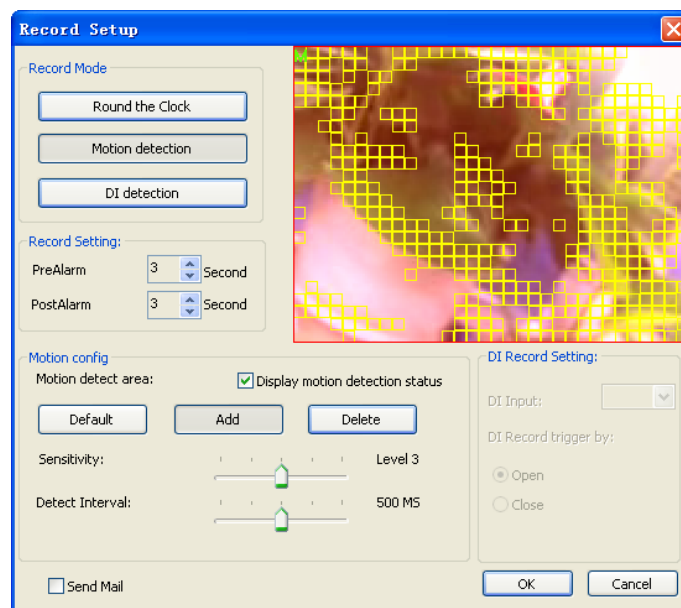 Record Setup
Record Mode
Round the Clock
Motion detection
DI detection
Record Setting:
PreAlarm 3 Second
PostAlarm 3 Second
Motion config
Motion detect area: Display motion detection status
Default Add Delete
Sensitivity: Level 3
Detect Interval: 500 MS
DI Record Setting:
DI Input:
DI Record trigger by:
Open
Close
Send Mail
OK Cancel